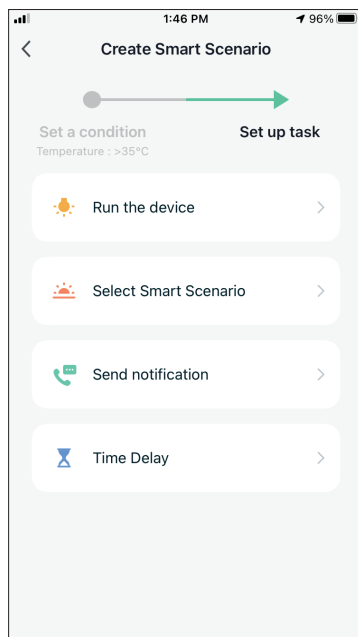 1:46 PM
96%
Create Smart Scenario
Set a condition
Set up task
Temperature : >35°C
Run the device
Select Smart Scenario
Send notification
Time Delay